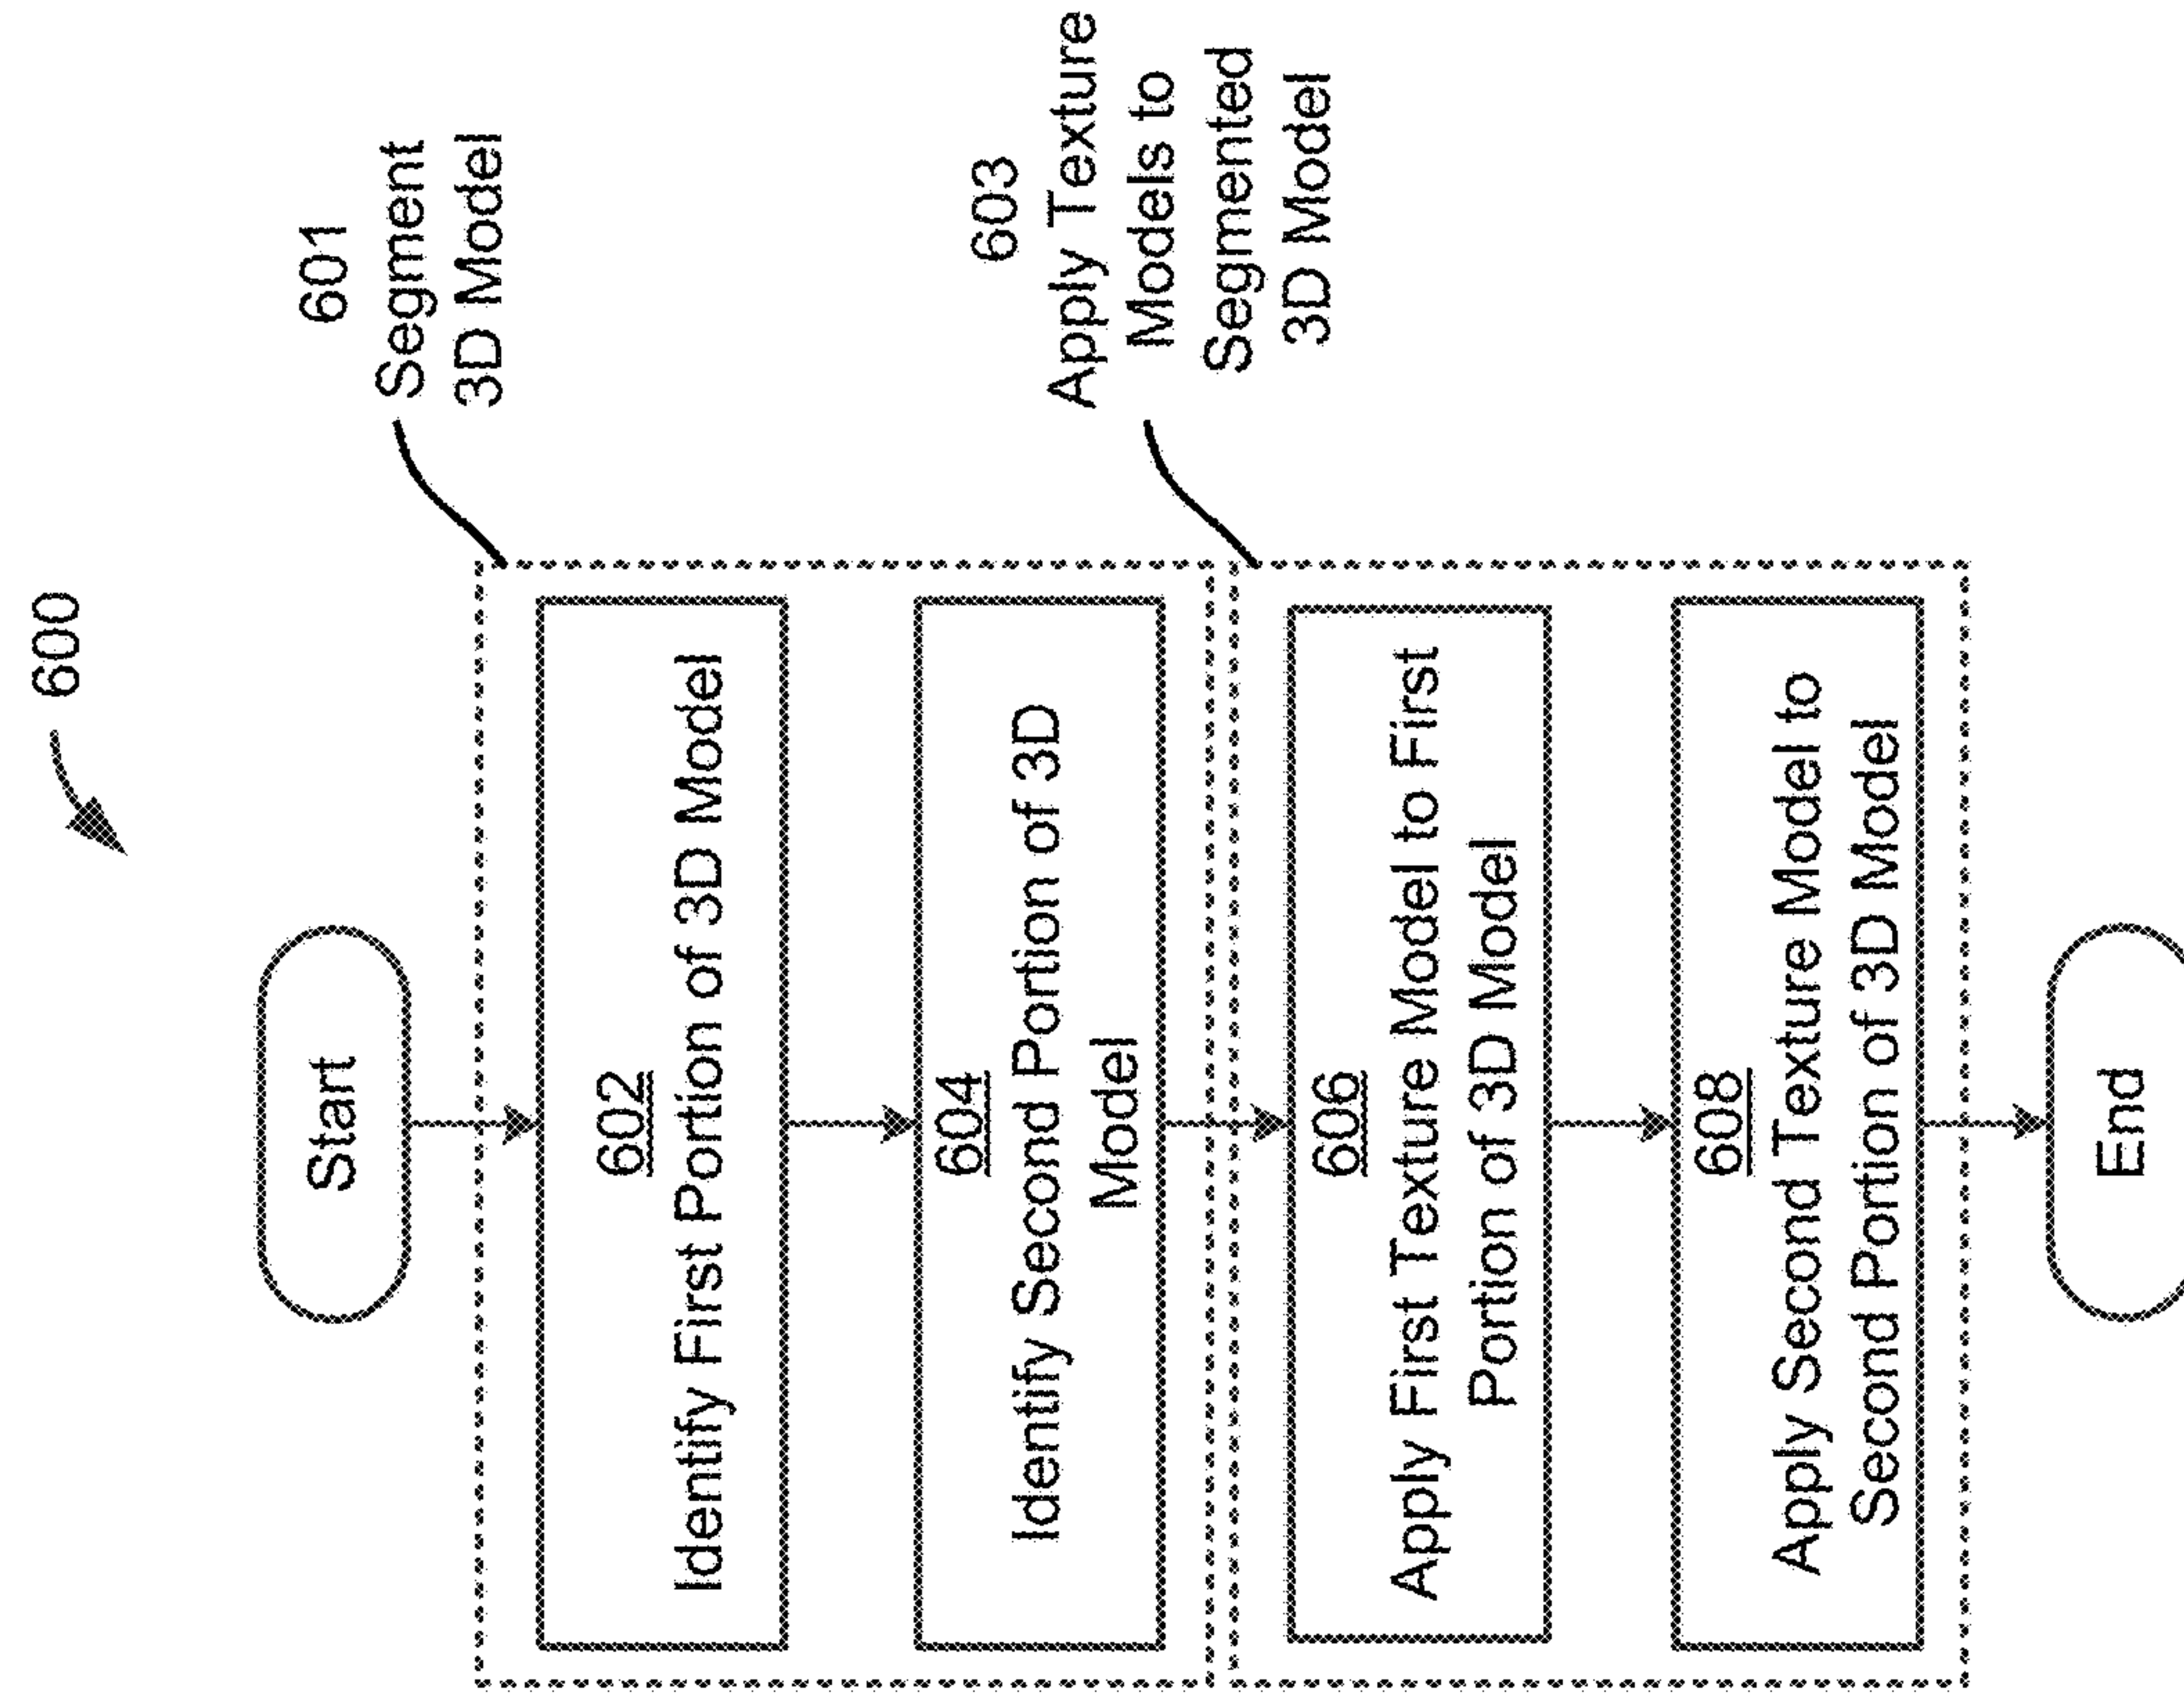 600
Start
601
Segment
3D Model
602
Identify First Portion of 3D Model
604
Identify Second Portion of 3D
Model
603
Apply Texture
Models to
Segmented
3D Model
606
Apply First Texture Model to First
Portion of 3D Model
608
Apply Second Texture Model to
Second Portion of 3D Model
End